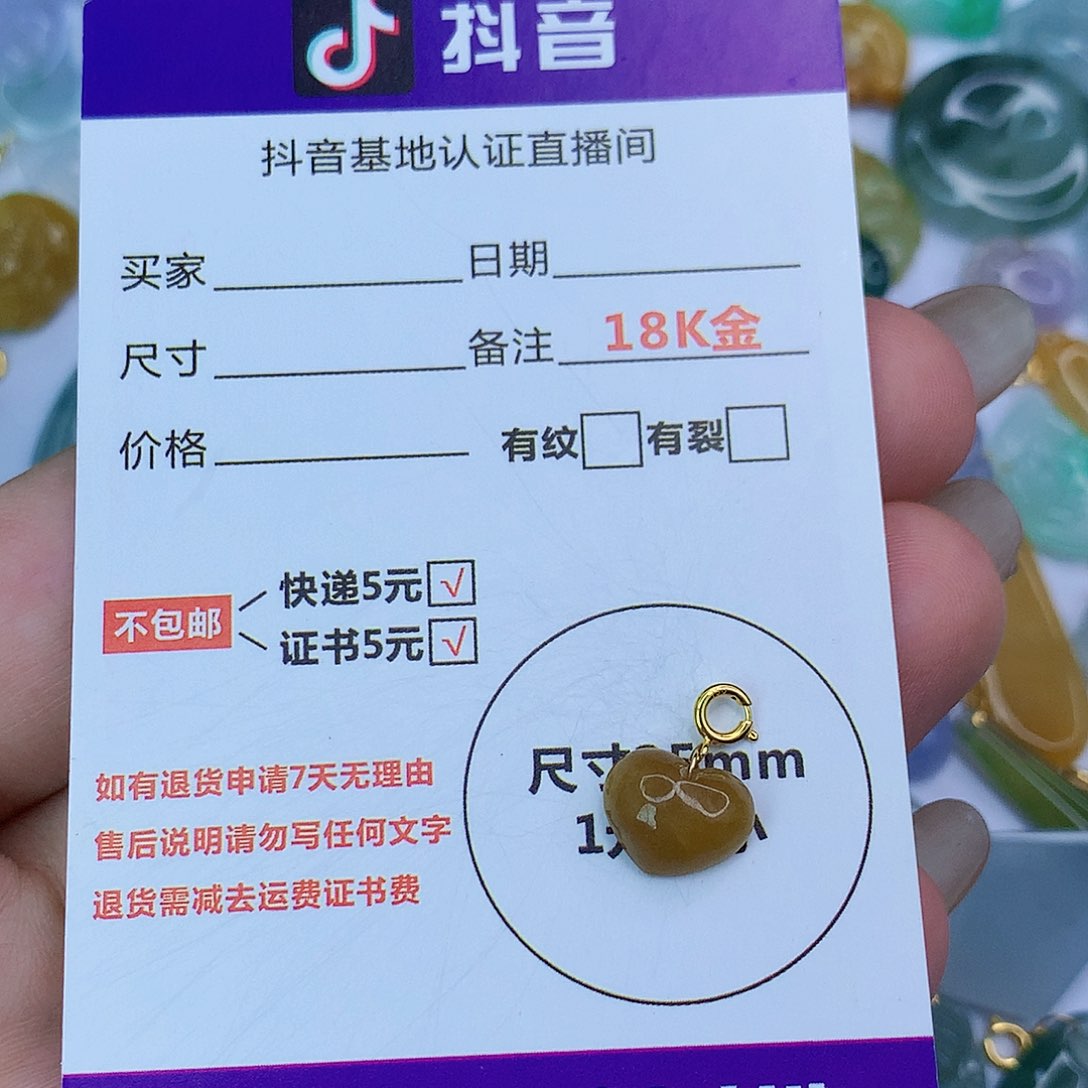 抖音
抖音基地认证直播间
买家 日期
尺寸 备注 18K金
价格 有纹 有裂
不包邮
快递5元 √
证书5元 √
如有退货申请7天无理由
售后说明请勿写任何文字
退货需减去运费证书费
尺寸 5mm
1元